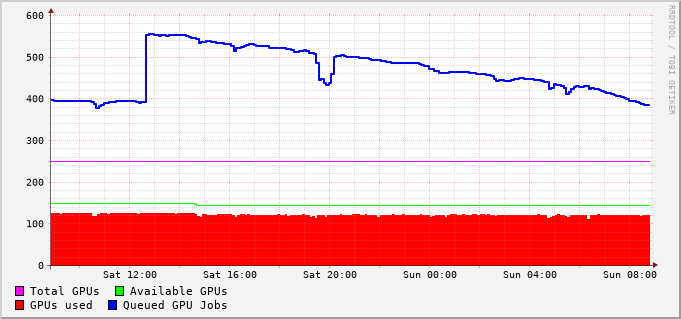 600
500
400
300
200
100
0
Sat 12:00 Sat 16:00 Sat 20:00 Sun 00:00 Sun 04:00 Sun 08:00
Total GPUs Available GPUs
GPUs used Queued GPU Jobs
RRDTOOL / TOBI OETIKER